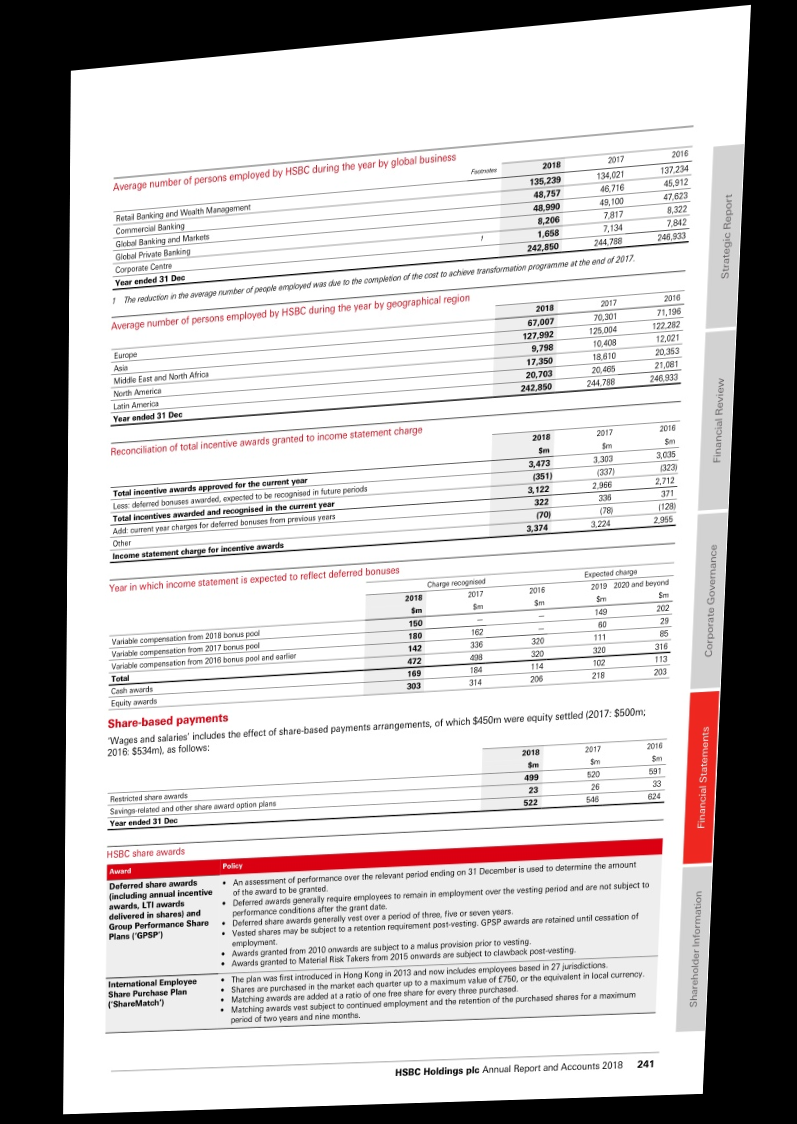 Average number of persons employed by HSBC during the year by global business
Footnotes 2018 2017 2016
Retail Banking and Wealth Management 135,239 134,021 137,234
Commercial Banking 48,757 46,716 45,912
Global Banking and Markets 48,990 49,100 47,623
Global Private Banking 8,206 7,817 8,322
Corporate Centre 1 1,658 7,134 7,842
Year ended 31 Dec 242,850 244,788 246,933
1 The reduction in the average number of people employed was due to the completion of the cost to achieve transformation programme at the end of 2017.
Average number of persons employed by HSBC during the year by geographical region
2018 2017 2016
Europe 67,007 70,301 71,196
Asia 127,992 125,004 122,282
Middle East and North Africa 9,798 10,408 12,021
North America 17,350 18,610 20,353
Latin America 20,703 20,465 21,081
Year ended 31 Dec 242,850 244,788 246,933
Reconciliation of total incentive awards granted to income statement charge
2018 2017 2016
$m $m $m
Total incentive awards approved for the current year 3,473 3,303 3,035
Less: deferred bonuses awarded, expected to be recognised in future periods (351) (337) (323)
Total incentives awarded and recognised in the current year 3,122 2,966 2,712
Add: current year charges for deferred bonuses from previous years 322 336 371
Other (70) (78) (128)
Income statement charge for incentive awards 3,374 3,224 2,955
Year in which income statement is expected to reflect deferred bonuses
Charge recognised Expected charge
2018 2017 2016 2019 2020 and beyond
$m $m $m $m $m
Variable compensation from 2018 bonus pool 150 – – 149 202
Variable compensation from 2017 bonus pool 180 162 – 60 29
Variable compensation from 2016 bonus pool and earlier 142 336 320 111 85
Total 472 498 320 320 316
Cash awards 169 184 114 102 113
Equity awards 303 314 206 218 203
Share-based payments
'Wages and salaries' includes the effect of share-based payments arrangements, of which $450m were equity settled (2017: $500m;
2016: $534m), as follows:
2018 2017 2016
$m $m $m
Restricted share awards 499 520 591
Savings-related and other share award option plans 23 26 33
Year ended 31 Dec 522 546 624
HSBC share awards
Award Policy
Deferred share awards
(including annual incentive
awards, LTI awards
delivered in shares) and
Group Performance Share
Plans ('GPSP')
• An assessment of performance over the relevant period ending on 31 December is used to determine the amount
of the award to be granted.
• Deferred awards generally require employees to remain in employment over the vesting period and are not subject to
performance conditions after the grant date.
• Deferred share awards generally vest over a period of three, five or seven years.
• Vested shares may be subject to a retention requirement post-vesting. GPSP awards are retained until cessation of
employment.
• Awards granted from 2010 onwards are subject to a malus provision prior to vesting.
• Awards granted to Material Risk Takers from 2015 onwards are subject to clawback post-vesting.
International Employee
Share Purchase Plan
('ShareMatch')
• The plan was first introduced in Hong Kong in 2013 and now includes employees based in 27 jurisdictions.
• Shares are purchased in the market each quarter up to a maximum value of £750, or the equivalent in local currency.
• Matching awards are added at a ratio of one free share for every three purchased.
• Matching awards vest subject to continued employment and the retention of the purchased shares for a maximum
period of two years and nine months.
HSBC Holdings plc Annual Report and Accounts 2018 241
Strategic Report
Financial Review
Corporate Governance
Financial Statements
Shareholder Information